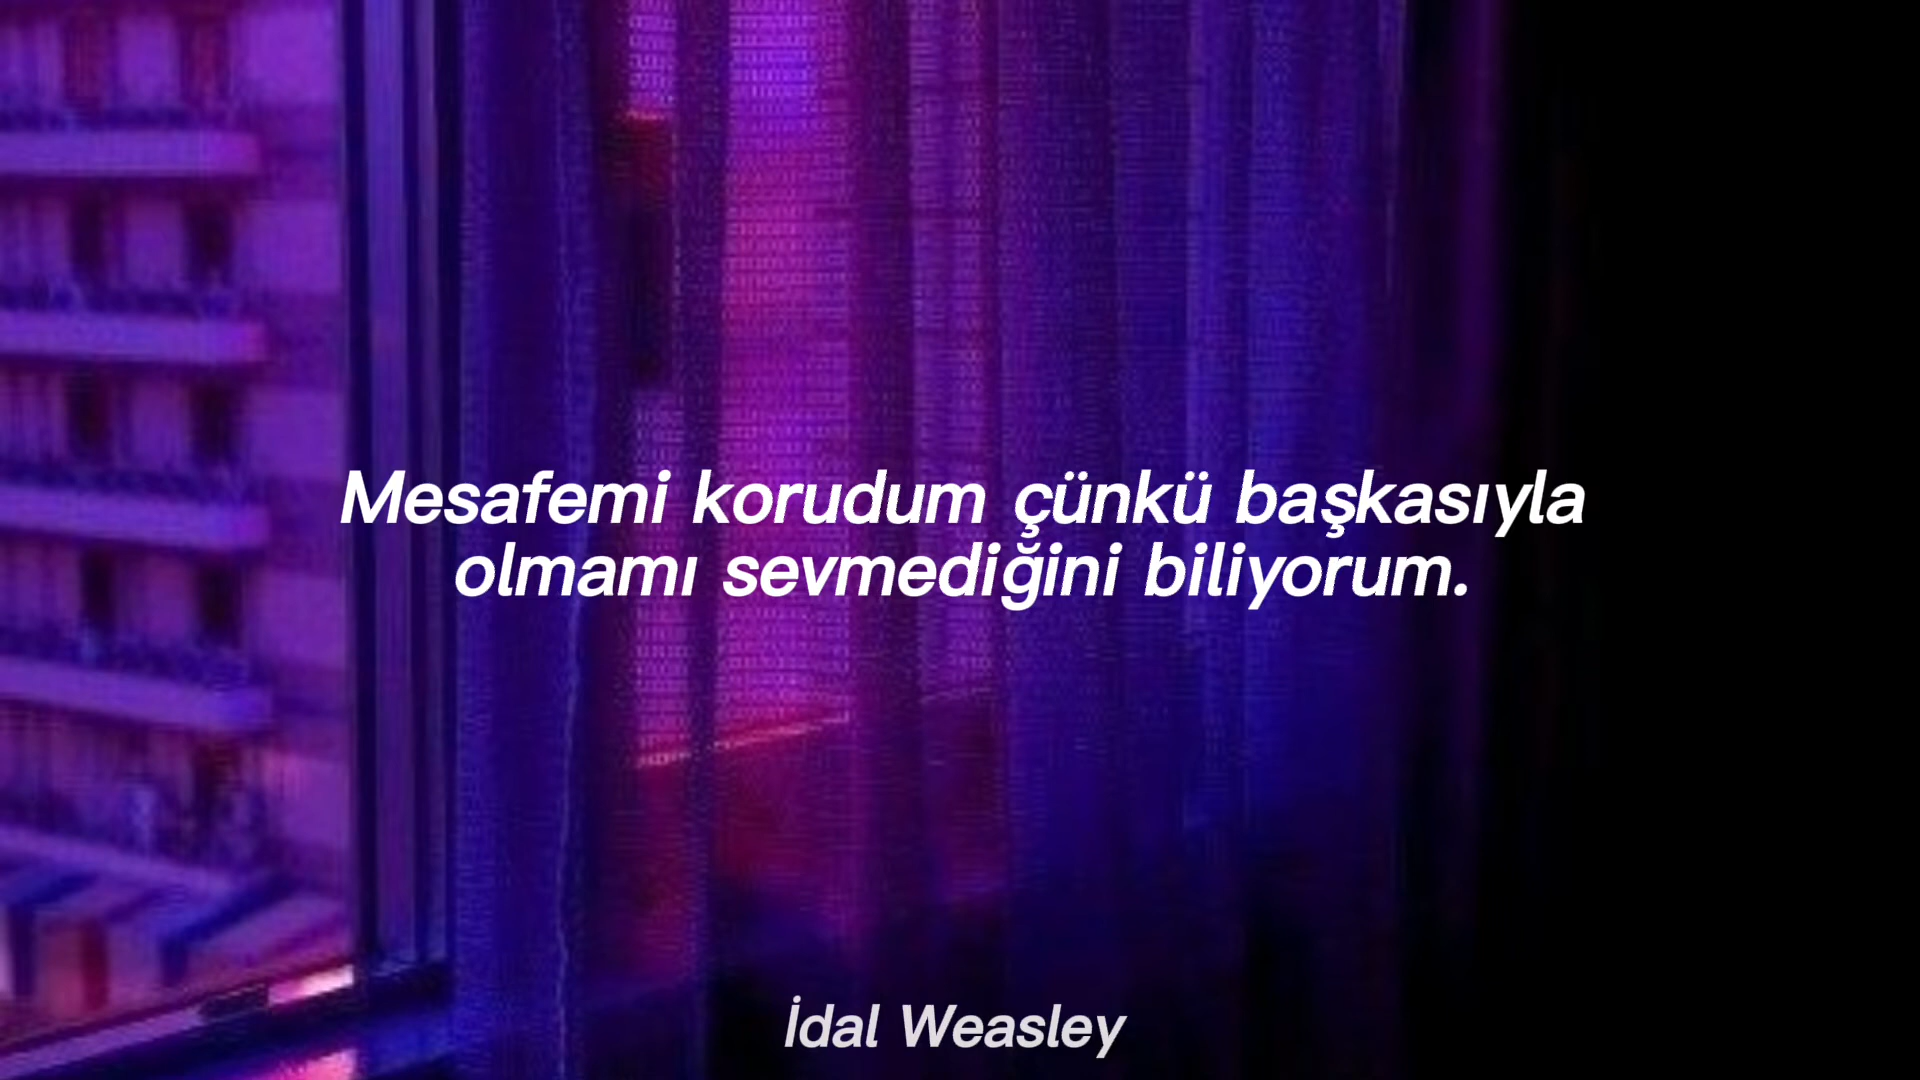 Mesafemi korudum çünkü başkasıyla
olmamı sevmediğini biliyorum.
İdal Weasley